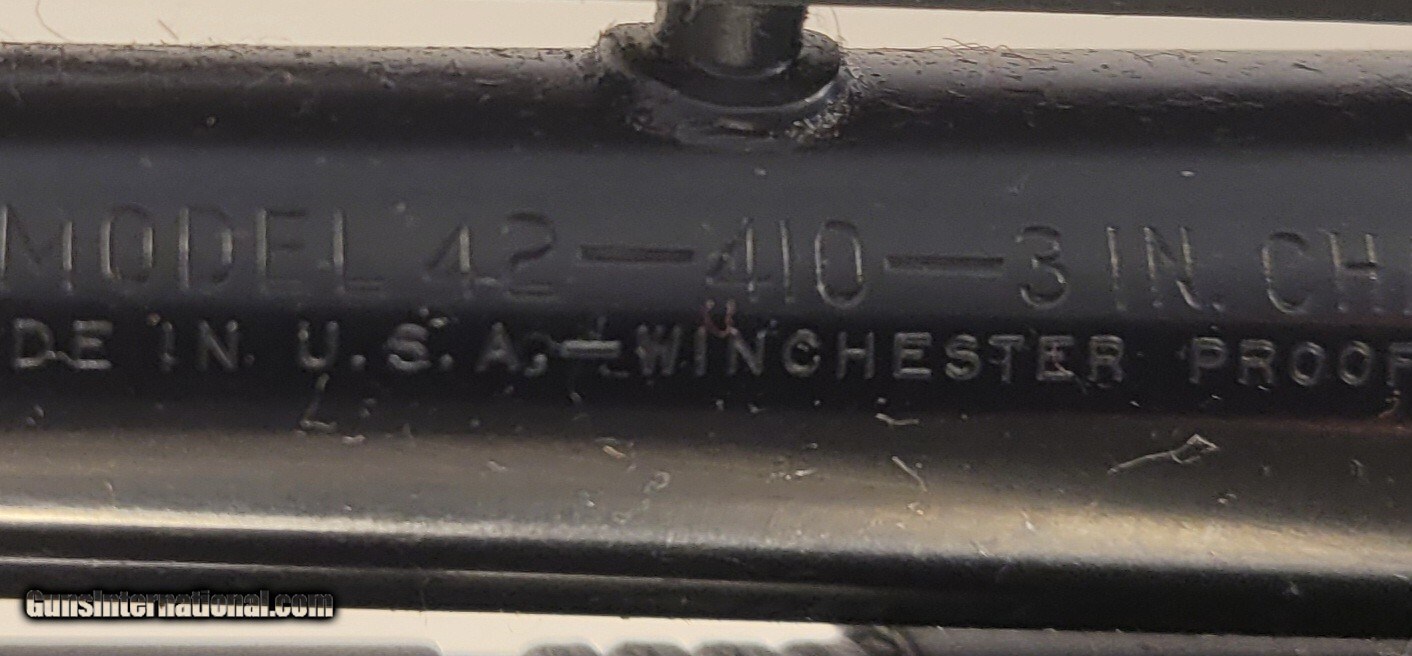 MODEL 42—410—3 IN. CH
DE IN U.S.A.—WINCHESTER PROOF
GunsInternational.com